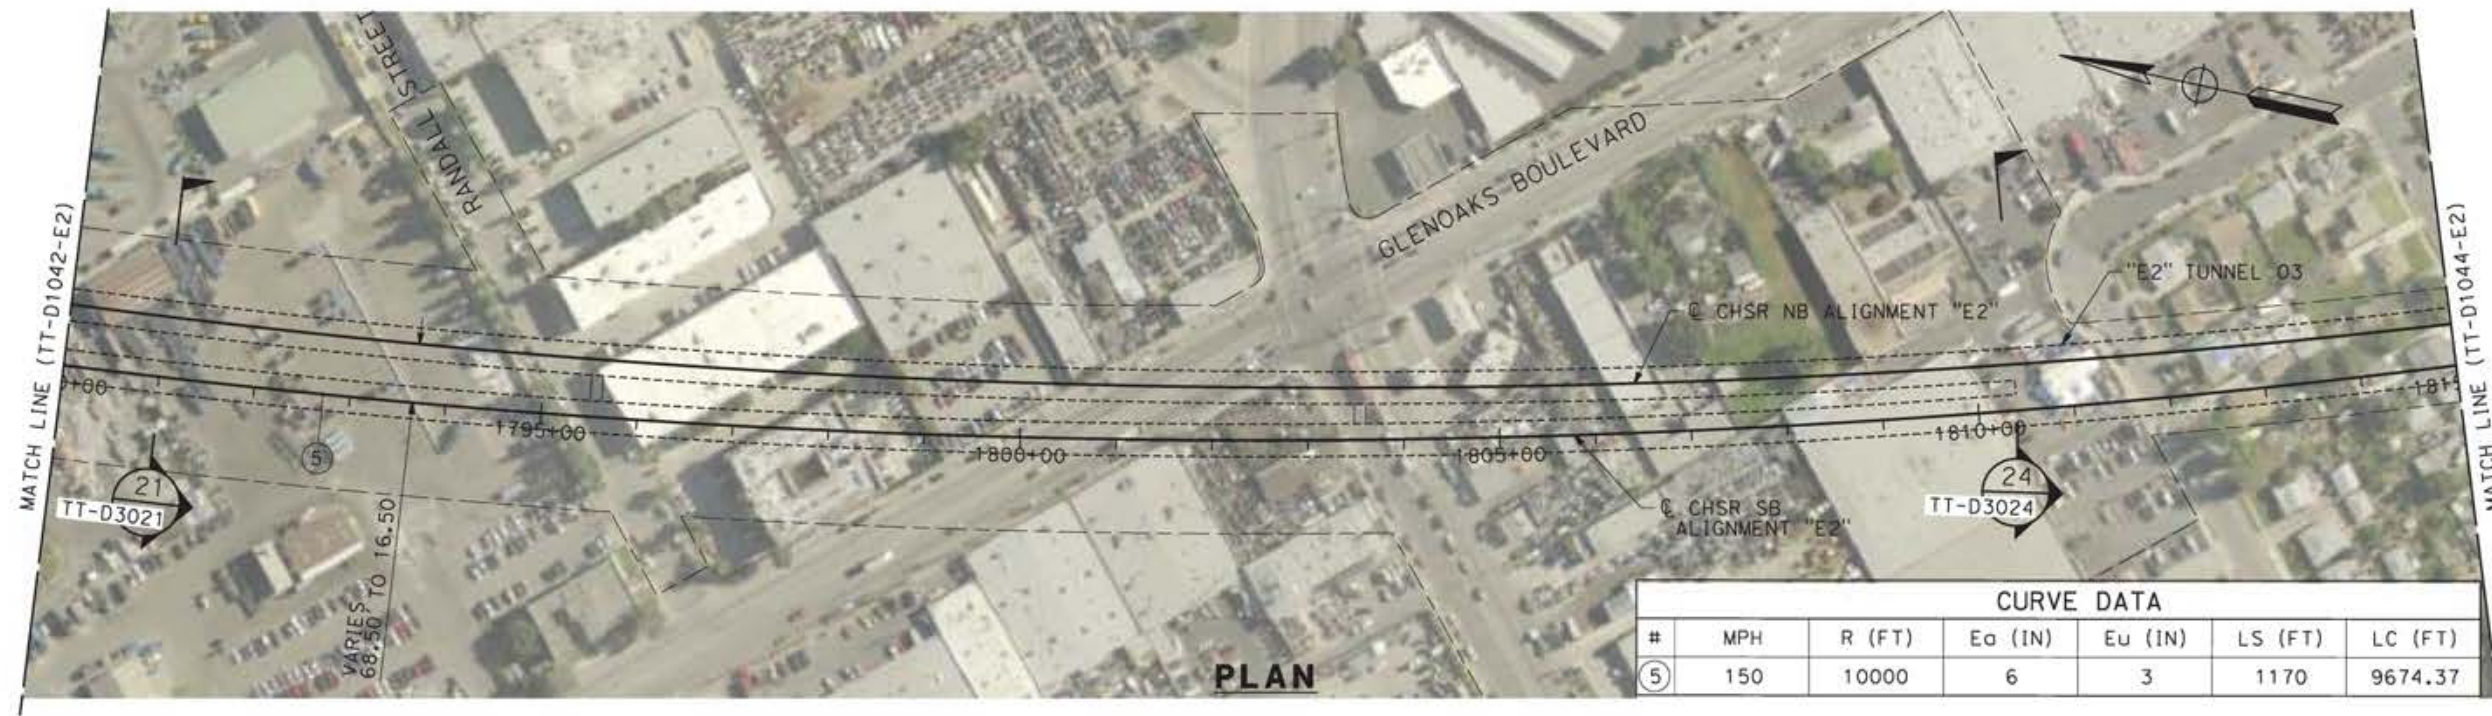 RANDALL STREET
GLENOAKS BOULEVARD
"E2" TUNNEL 03
℄ CHSR NB ALIGNMENT "E2"
MATCH LINE (TT-D1042-E2)
MATCH LINE (TT-D1044-E2)
0+00
1795+00
1800+00
1805+00
1810+00
1815
5
21
TT-D3021
VARIES
68.50' TO 16.50
℄ CHSR SB
ALIGNMENT "E2"
24
TT-D3024
PLAN
CURVE DATA
# MPH R (FT) Ea (IN) Eu (IN) LS (FT) LC (FT)
5 150 10000 6 3 1170 9674.37